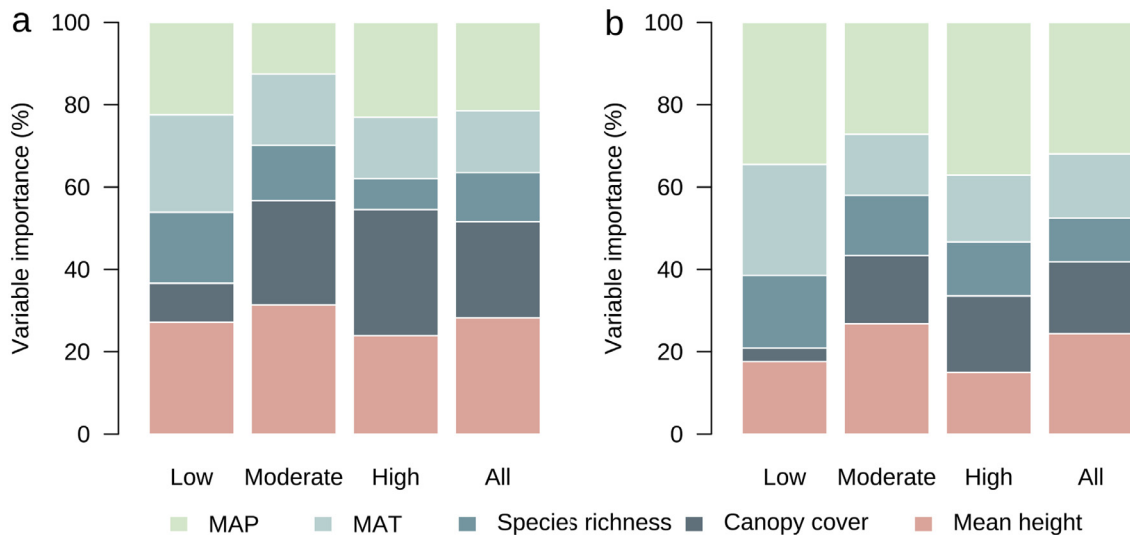 a
Variable importance (%)
100
80
60
40
20
0
Low Moderate High All
b
Variable importance (%)
100
80
60
40
20
0
Low Moderate High All
MAP MAT Species richness Canopy cover Mean height